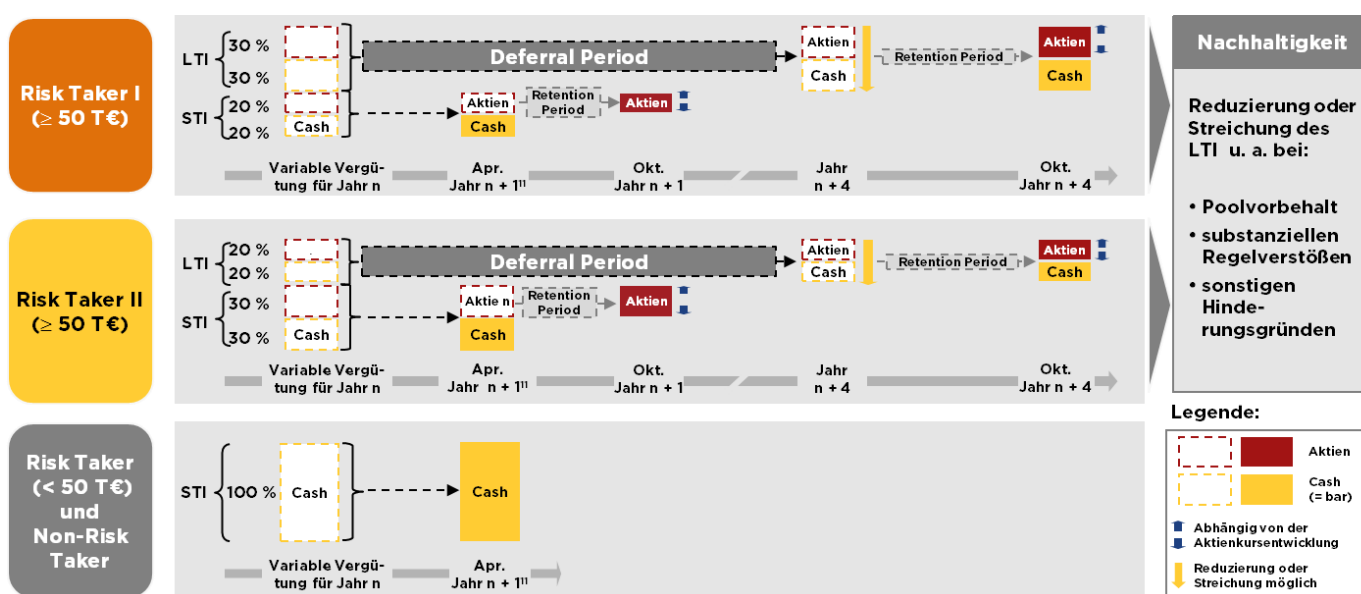 Risk Taker I
(≥ 50 T€)
LTI
30 %
30 %
STI
20 %
20 %
Cash
Deferral Period
Aktien
Cash
Retention Period
Aktien
Cash
Aktien
Cash
Retention
Period
Aktien
Variable Vergü-
tung für Jahr n
Apr.
Jahr n + 1¹¹
Okt.
Jahr n + 1
Jahr
n + 4
Okt.
Jahr n + 4
Risk Taker II
(≥ 50 T€)
LTI
20 %
20 %
STI
30 %
30 %
Cash
Deferral Period
Aktien
Cash
Retention Period
Aktien
Cash
Aktie n
Cash
Retention
Period
Aktien
Variable Vergü-
tung für Jahr n
Apr.
Jahr n + 1¹¹
Okt.
Jahr n + 1
Jahr
n + 4
Okt.
Jahr n + 4
Risk Taker
(< 50 T€)
und
Non-Risk
Taker
STI
100 %
Cash
Cash
Variable Vergü-
tung für Jahr n
Apr.
Jahr n + 1¹¹
Nachhaltigkeit
Reduzierung oder
Streichung des
LTI u. a. bei:
• Poolvorbehalt
• substanziellen
Regelverstößen
• sonstigen
Hinde-
rungsgründen
Legende:
Aktien
Cash
(= bar)
Abhängig von der
Aktienkursentwicklung
Reduzierung oder
Streichung möglich